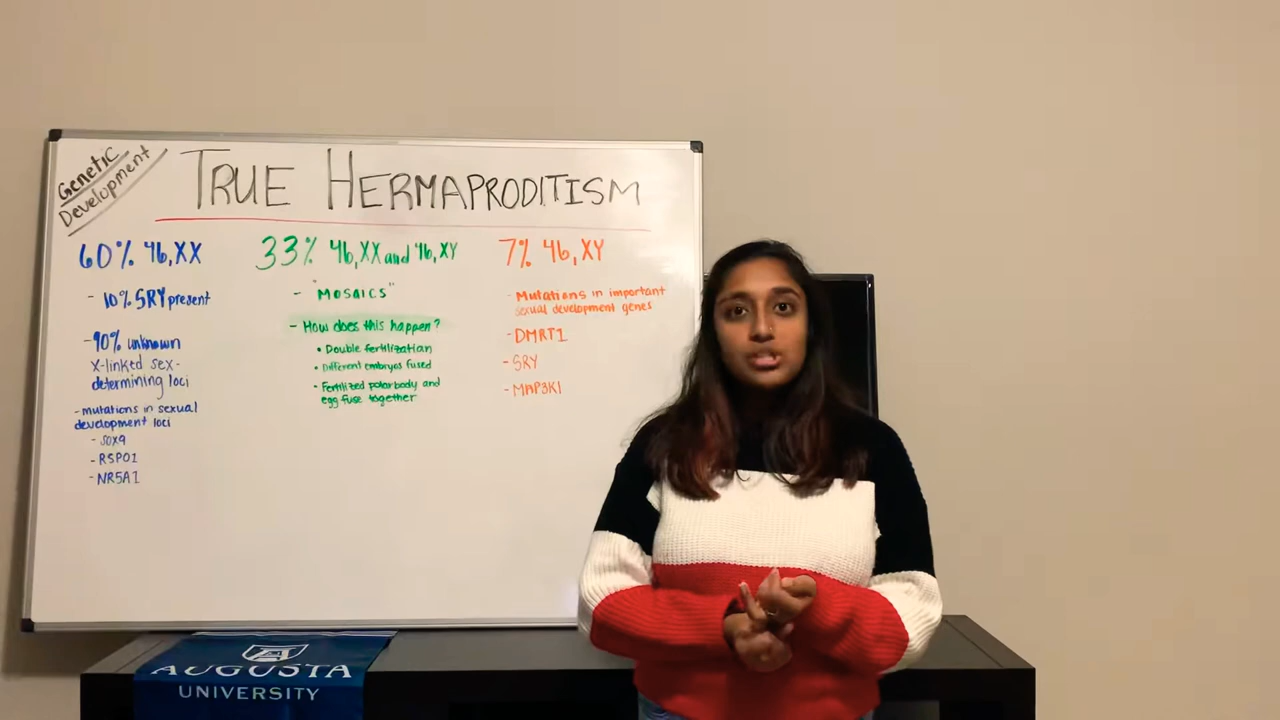 Genetic
Development
TRUE HERMAPRODITISM
60% 46,XX
- 10% SRY present
- 90% unknown
X-linked sex-
determining loci
- mutations in sexual
development loci
- SOX9
- RSPO1
- NR5A1
33% 46,XX and 46,XY
- "MOSAICS"
- How does this happen?
• Double fertilization
• Different embryos fused
• Fertilized polar body and
egg fuse together
7% 46,XY
- Mutations in important
sexual development genes
- DMRT1
- SRY
- MAP3K1
AUGUSTA
UNIVERSITY